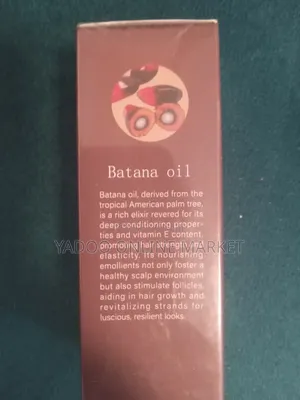 Batana oil
Batana oil, derived from the
tropical American palm tree,
is a rich elixir revered for its
deep conditioning proper-
ties and vitamin E content,
promoting hair strength and
elasticity. Its nourishing
emollients not only foster a
healthy scalp environment
but also stimulate follicles,
aiding in hair growth and
revitalizing strands for
luscious, resilient looks.